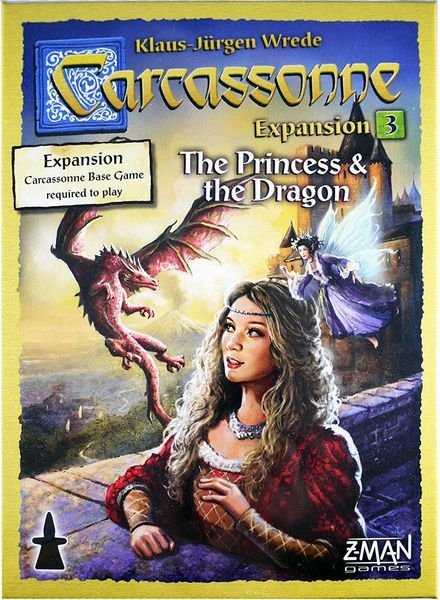 Klaus-Jürgen Wrede
Carcassonne
Expansion 3
Expansion
Carcassonne Base Game
required to play
The Princess &
the Dragon
Z-MAN
games